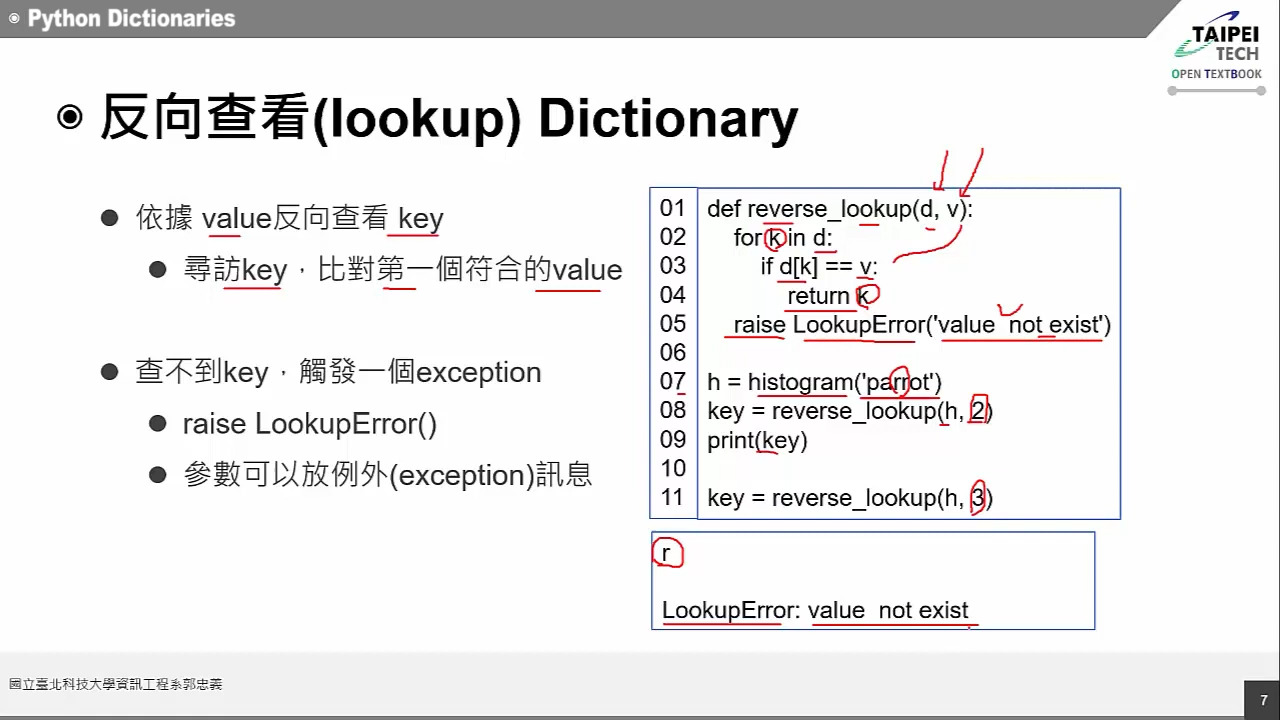 Python Dictionaries
TAIPEI
TECH
OPEN TEXTBOOK
反向查看(lookup) Dictionary
依據 value反向查看 key
尋訪key，比對第一個符合的value
查不到key，觸發一個exception
raise LookupError()
參數可以放例外(exception)訊息
01 def reverse_lookup(d, v):
02 for k in d:
03 if d[k] == v:
04 return k
05 raise LookupError('value  not exist')
06
07 h = histogram('parrot')
08 key = reverse_lookup(h, 2)
09 print(key)
10
11 key = reverse_lookup(h, 3)
r
LookupError: value  not exist
國立臺北科技大學資訊工程系郭忠義
7